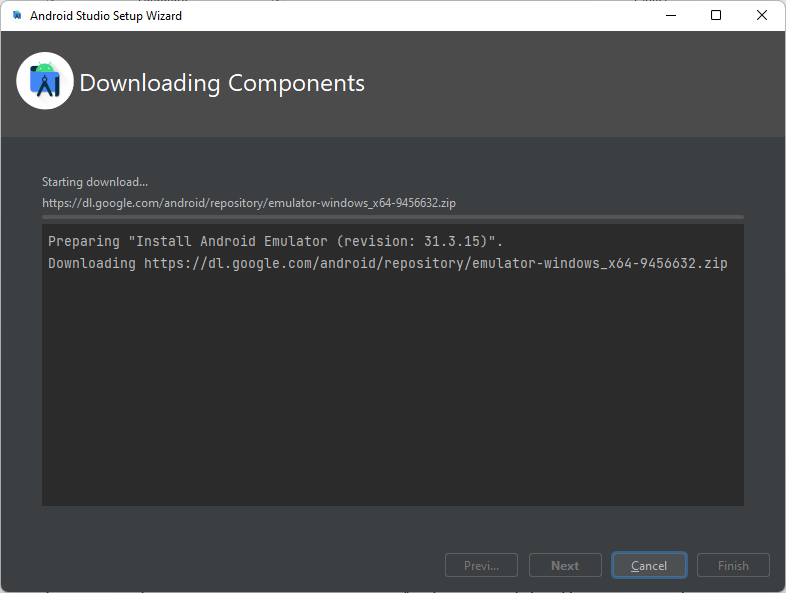 Android Studio Setup Wizard
Downloading Components
Starting download...
https://dl.google.com/android/repository/emulator-windows_x64-9456632.zip
Preparing "Install Android Emulator (revision: 31.3.15)".
Downloading https://dl.google.com/android/repository/emulator-windows_x64-9456632.zip
Previ... Next Cancel Finish